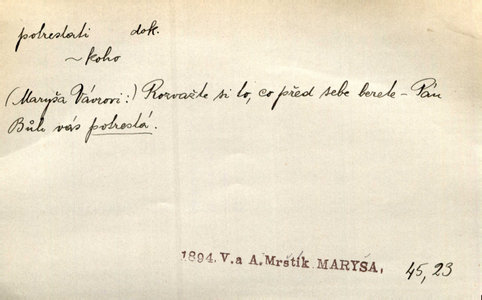 potrestati dok.
~ koho
(Maryša Vávrovi:) Rozvažte si to, co před sebe berete – Pán
Bůh vás potrestá.
1894. V. a A. Mrštík MARYŠA,
45, 23